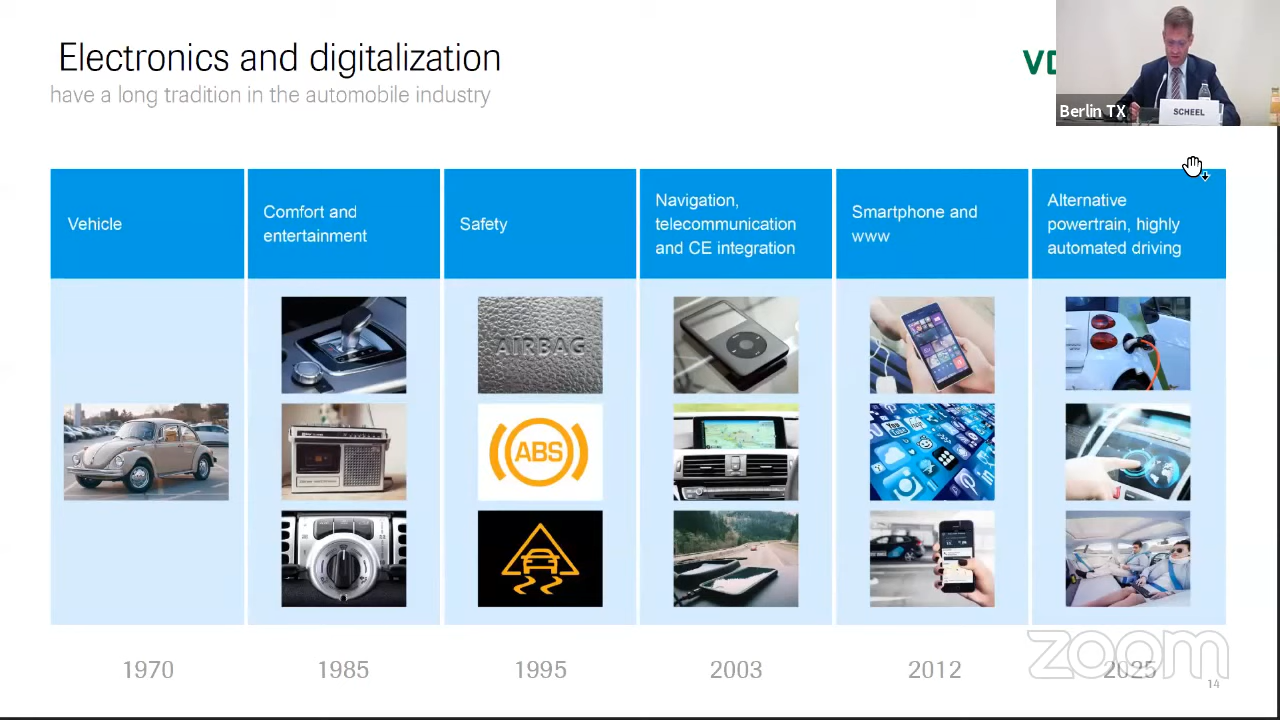 Electronics and digitalization
have a long tradition in the automobile industry
VD
Berlin TX
SCHEEL
Vehicle
Comfort and
entertainment
Safety
Navigation,
telecommunication
and CE integration
Smartphone and
www
Alternative
powertrain, highly
automated driving
AIRBAG
ABS
You
Tube
1970
1985
1995
2003
2012
2025
zoom
14